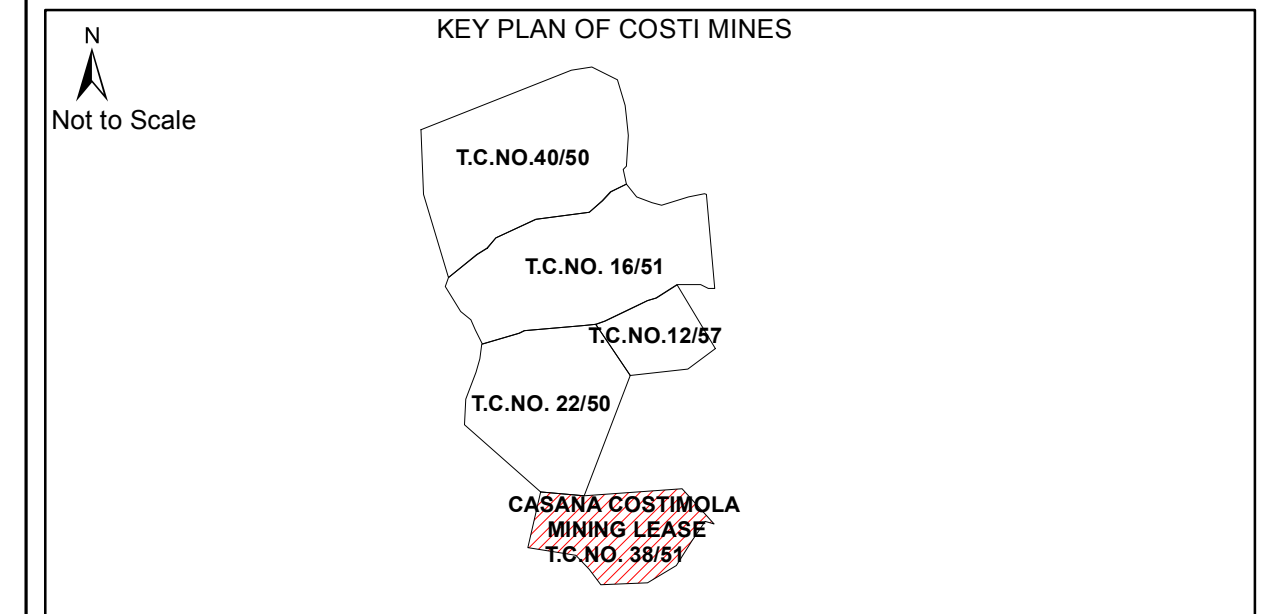 KEY PLAN OF COSTI MINES
N
Not to Scale
T.C.NO.40/50
T.C.NO. 16/51
T.C.NO.12/57
T.C.NO. 22/50
CASANA COSTIMOLA
MINING LEASE
T.C.NO. 38/51